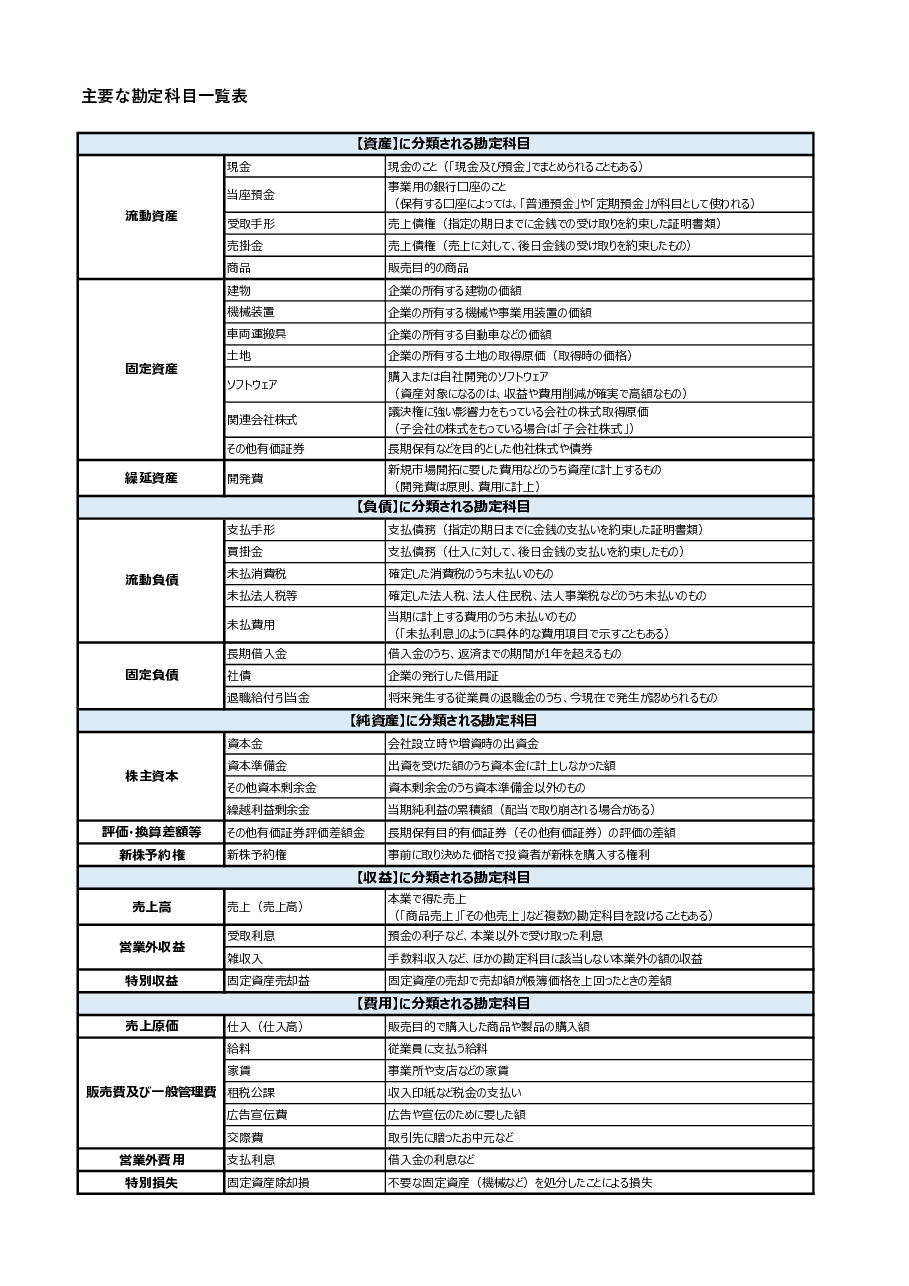 主要な勘定科目一覧表
【資産】に分類される勘定科目
流動資産
現金
現金のこと（「現金及び預金」でまとめられることもある）
当座預金
事業用の銀行口座のこと
（保有する口座によっては、「普通預金」や「定期預金」が科目として使われる）
受取手形
売上債権（指定の期日までに金銭での受け取りを約束した証明書類）
売掛金
売上債権（売上に対して、後日金銭の受け取りを約束したもの）
商品
販売目的の商品
固定資産
建物
企業の所有する建物の価額
機械装置
企業の所有する機械や事業用装置の価額
車両運搬具
企業の所有する自動車などの価額
土地
企業の所有する土地の取得原価（取得時の価格）
ソフトウェア
購入または自社開発のソフトウェア
（資産対象になるのは、収益や費用削減が確実で高額なもの）
関連会社株式
議決権に強い影響力をもっている会社の株式取得原価
（子会社の株式をもっている場合は「子会社株式」）
その他有価証券
長期保有などを目的とした他社株式や債券
繰延資産
開発費
新規市場開拓に要した費用などのうち資産に計上するもの
（開発費は原則、費用に計上）
【負債】に分類される勘定科目
流動負債
支払手形
支払債務（指定の期日までに金銭の支払いを約束した証明書類）
買掛金
支払債務（仕入に対して、後日金銭の支払いを約束したもの）
未払消費税
確定した消費税のうち未払いのもの
未払法人税等
確定した法人税、法人住民税、法人事業税などのうち未払いのもの
未払費用
当期に計上する費用のうち未払いのもの
（「未払利息」のように具体的な費用項目で示すこともある）
固定負債
長期借入金
借入金のうち、返済までの期間が1年を超えるもの
社債
企業の発行した借用証
退職給付引当金
将来発生する従業員の退職金のうち、今現在で発生が認められるもの
【純資産】に分類される勘定科目
株主資本
資本金
会社設立時や増資時の出資金
資本準備金
出資を受けた額のうち資本金に計上しなかった額
その他資本剰余金
資本剰余金のうち資本準備金以外のもの
繰越利益剰余金
当期純利益の累積額（配当で取り崩される場合がある）
評価・換算差額等
その他有価証券評価差額金
長期保有目的有価証券（その他有価証券）の評価の差額
新株予約権
新株予約権
事前に取り決めた価格で投資者が新株を購入する権利
【収益】に分類される勘定科目
売上高
売上（売上高）
本業で得た売上
（「商品売上」「その他売上」など複数の勘定科目を設けることもある）
営業外収益
受取利息
預金の利子など、本業以外で受け取った利息
雑収入
手数料収入など、ほかの勘定科目に該当しない本業外の額の収益
特別収益
固定資産売却益
固定資産の売却で売却額が帳簿価格を上回ったときの差額
【費用】に分類される勘定科目
売上原価
仕入（仕入高）
販売目的で購入した商品や製品の購入額
販売費及び一般管理費
給料
従業員に支払う給料
家賃
事業所や支店などの家賃
租税公課
収入印紙など税金の支払い
広告宣伝費
広告や宣伝のために要した額
交際費
取引先に贈ったお中元など
営業外費用
支払利息
借入金の利息など
特別損失
固定資産除却損
不要な固定資産（機械など）を処分したことによる損失